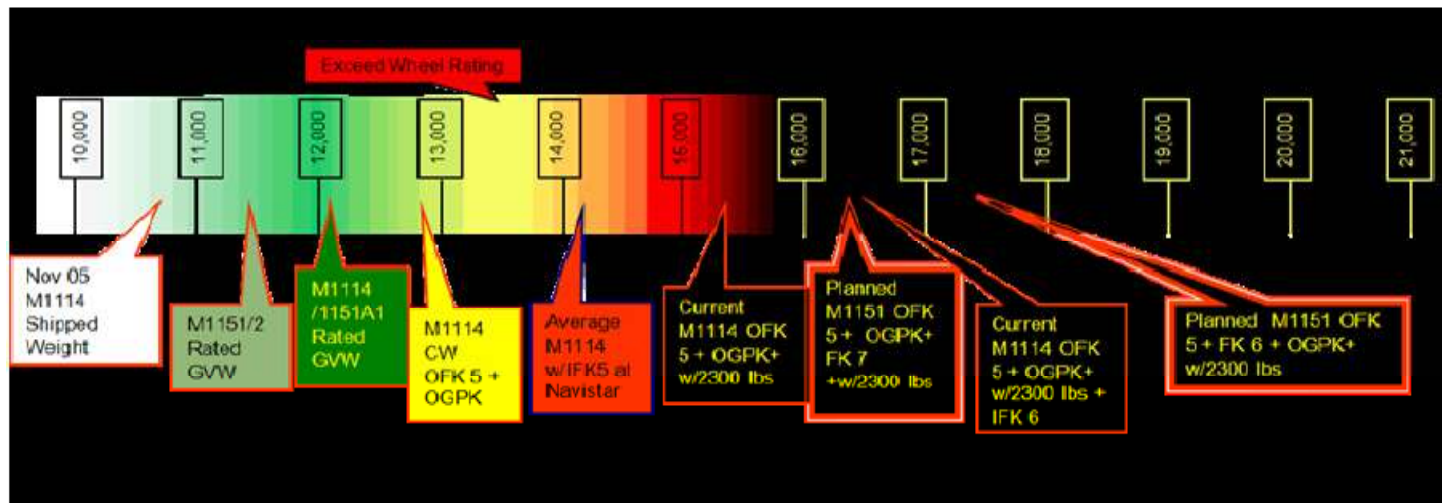 Exceed Wheel Rating
10,000
11,000
12,000
13,000
14,000
15,000
16,000
17,000
18,000
19,000
20,000
21,000
Nov 05
M1114
Shipped
Weight
M1151/2
Rated
GVW
M1114
/1151A1
Rated
GVW
M1114
CW
OFK 5 +
OGPK
Average
M1114
w/IFK5 at
Navistar
Current
M1114 OFK
5 + OGPK+
w/2300 lbs
Planned
M1151 OFK
5 + OGPK+
FK 7
+w/2300 lbs
Current
M1114 OFK
5 + OGPK+
w/2300 lbs +
IFK 6
Planned M1151 OFK
5 + FK 6 + OGPK+
w/2300 lbs